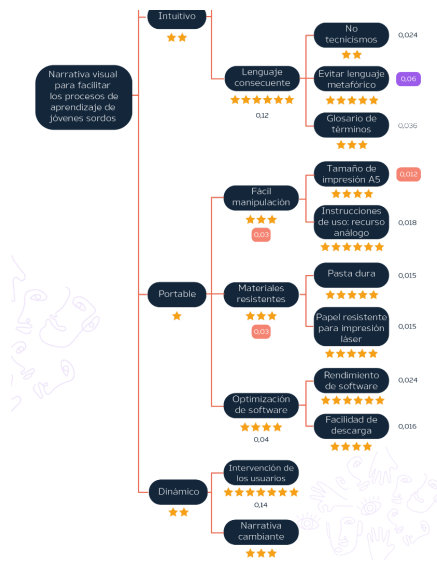 Intuitivo
Narrativa visual
para facilitar
los procesos de
aprendizaje de
jóvenes sordos
Lenguaje
consecuente
0,12
No
tecnicismos
0,024
Evitar lenguaje
metafórico
0,06
Glosario de
términos
0,036
Portable
Fácil
manipulación
0,03
Tamaño de
impresión A5
0,012
Instrucciones
de uso: recurso
análogo
0,018
Materiales
resistentes
0,03
Pasta dura
0,015
Papel resistente
para impresión
láser
0,015
Optimización
de software
0,04
Rendimiento
de software
0,024
Facilidad de
descarga
0,016
Dinámico
Intervención de
los usuarios
0,14
Narrativa
cambiante